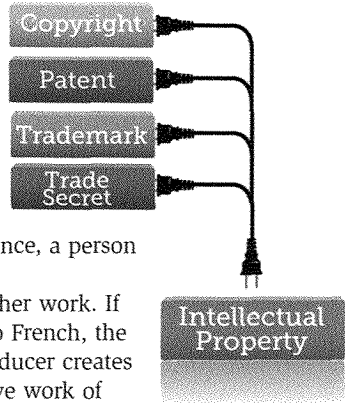 Copyright
Patent
Trademark
Trade
Secret
nce, a person
her work. If
o French, the
ducer creates
ve work of
Intellectual
Property